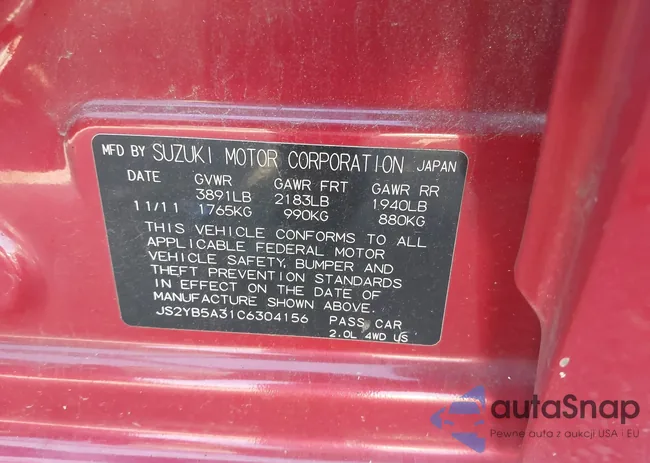 MFD BY SUZUKI MOTOR CORPORATION JAPAN
DATE GVWR GAWR FRT GAWR RR
3891LB 2183LB 1940LB
11/11 1765KG 990KG 880KG
THIS VEHICLE CONFORMS TO ALL
APPLICABLE FEDERAL MOTOR
VEHICLE SAFETY, BUMPER AND
THEFT PREVENTION STANDARDS
IN EFFECT ON THE DATE OF
MANUFACTURE SHOWN ABOVE.
JS2YB5A31C6304156 PASS CAR
2.0L 4WD US
autaSnap
Pewne auta z aukcji USA i EU